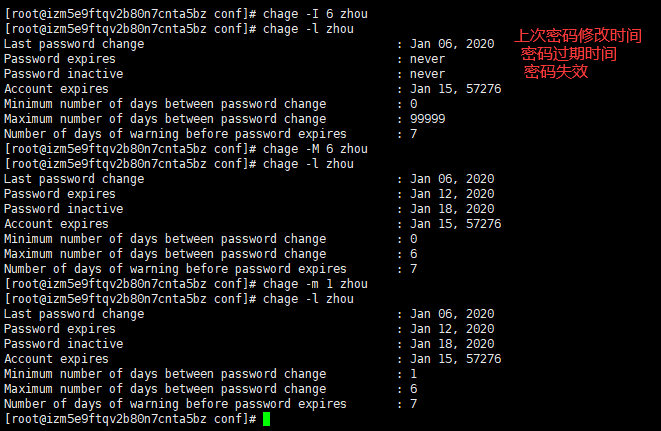 [root@izm5e9ftqv2b80n7cnta5bz conf]# chage -I 6 zhou
[root@izm5e9ftqv2b80n7cnta5bz conf]# chage -l zhou
Last password change : Jan 06, 2020 上次密码修改时间
Password expires : never 密码过期时间
Password inactive : never 密码失效
Account expires : Jan 15, 57276
Minimum number of days between password change : 0
Maximum number of days between password change : 99999
Number of days of warning before password expires : 7
[root@izm5e9ftqv2b80n7cnta5bz conf]# chage -M 6 zhou
[root@izm5e9ftqv2b80n7cnta5bz conf]# chage -l zhou
Last password change : Jan 06, 2020
Password expires : Jan 12, 2020
Password inactive : Jan 18, 2020
Account expires : Jan 15, 57276
Minimum number of days between password change : 0
Maximum number of days between password change : 6
Number of days of warning before password expires : 7
[root@izm5e9ftqv2b80n7cnta5bz conf]# chage -m 1 zhou
[root@izm5e9ftqv2b80n7cnta5bz conf]# chage -l zhou
Last password change : Jan 06, 2020
Password expires : Jan 12, 2020
Password inactive : Jan 18, 2020
Account expires : Jan 15, 57276
Minimum number of days between password change : 1
Maximum number of days between password change : 6
Number of days of warning before password expires : 7
[root@izm5e9ftqv2b80n7cnta5bz conf]#